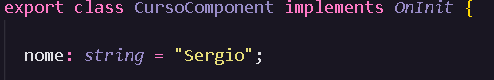 export class CursoComponent implements OnInit {
nome: string = "Sergio";